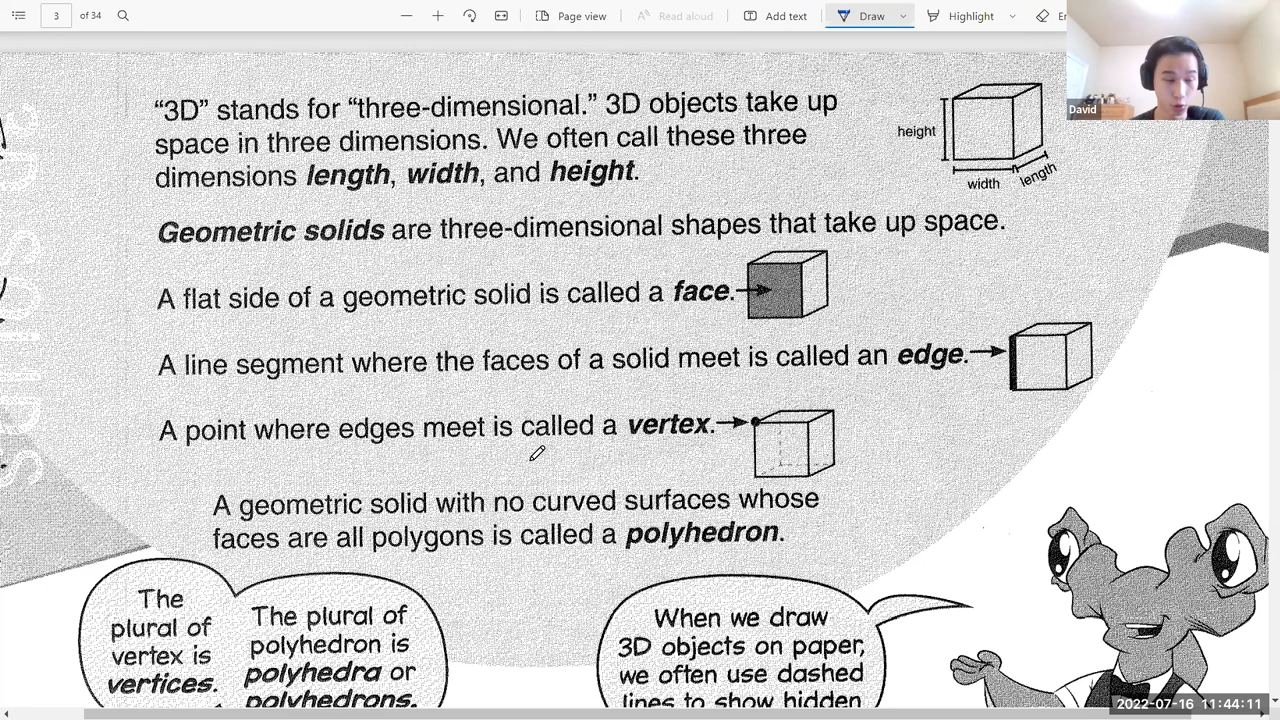 3
of 34
Page view
Read aloud
Add text
Draw
Highlight
David
“3D” stands for “three-dimensional.” 3D objects take up
space in three dimensions. We often call these three
dimensions length, width, and height.
height
width
length
Geometric solids are three-dimensional shapes that take up space.
A flat side of a geometric solid is called a face.
A line segment where the faces of a solid meet is called an edge.
A point where edges meet is called a vertex.
A geometric solid with no curved surfaces whose
faces are all polygons is called a polyhedron.
The
plural of
vertex is
vertices.
The plural of
polyhedron is
polyhedra or
polyhedrons.
When we draw
3D objects on paper,
we often use dashed
lines to show hidden
2022-07-16 11:44:11